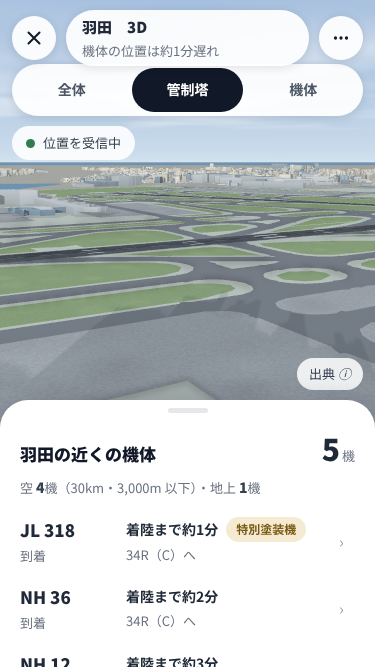 羽田 3D
機体の位置は約1分遅れ
全体 管制塔 機体
位置を受信中
出典 ⓘ
羽田の近くの機体 5機
空 4機（30km・3,000m 以下）・地上 1機
JL 318 着陸まで約1分 特別塗装機
到着 34R（C）へ
NH 36 着陸まで約2分
到着 34R（C）へ
NH 12 着陸まで約3分